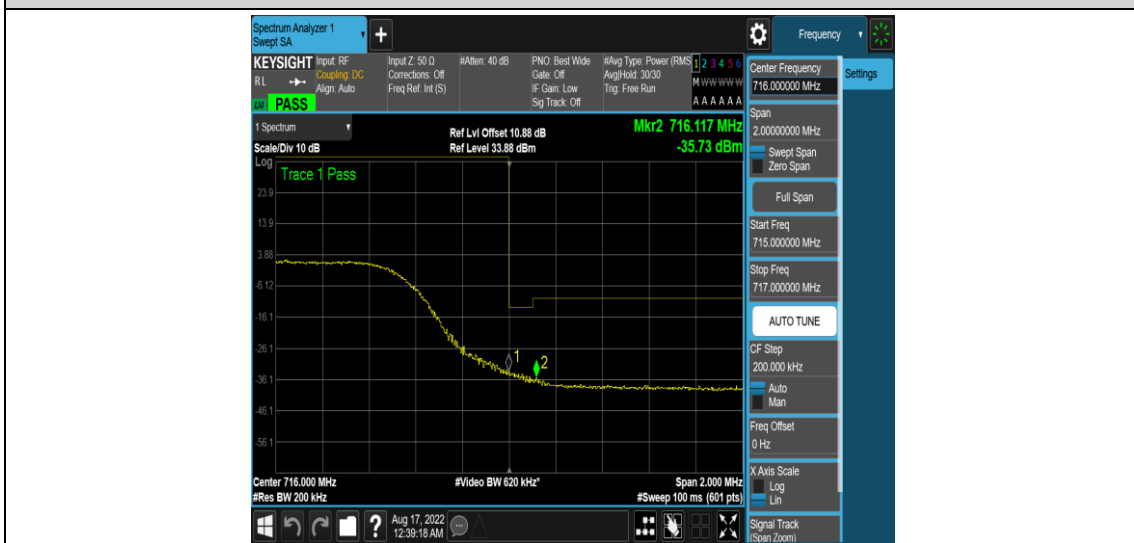 Spectrum Analyzer 1
Swept SA
+
Frequency
KEYSIGHT
RL
PASS
Input: RF
Coupling: DC
Align: Auto
Input Z: 50 Ω
Corrections: Off
Freq Ref: Int (S)
#Atten: 40 dB
PNO: Best Wide
Gate: Off
IF Gain: Low
Sig Track: Off
#Avg Type: Power (RMS
Avg|Hold: 30/30
Trig: Free Run
1 2 3 4 5 6
M W W W W W
A A A A A A
1 Spectrum
Scale/Div 10 dB
Ref Lvl Offset 10.88 dB
Ref Level 33.88 dBm
Mkr2 716.117 MHz
-35.73 dBm
Log
Trace 1 Pass
23.9
13.9
3.88
-6.12
-16.1
-26.1
-36.1
-46.1
-56.1
1
2
Center 716.000 MHz
#Res BW 200 kHz
#Video BW 620 kHz*
Span 2.000 MHz
#Sweep 100 ms (601 pts)
Aug 17, 2022
12:39:18 AM
?
Center Frequency
716.000000 MHz
Settings
Span
2.00000000 MHz
Swept Span
Zero Span
Full Span
Start Freq
715.000000 MHz
Stop Freq
717.000000 MHz
AUTO TUNE
CF Step
200.000 kHz
Auto
Man
Freq Offset
0 Hz
X Axis Scale
Log
Lin
Signal Track
(Span Zoom)